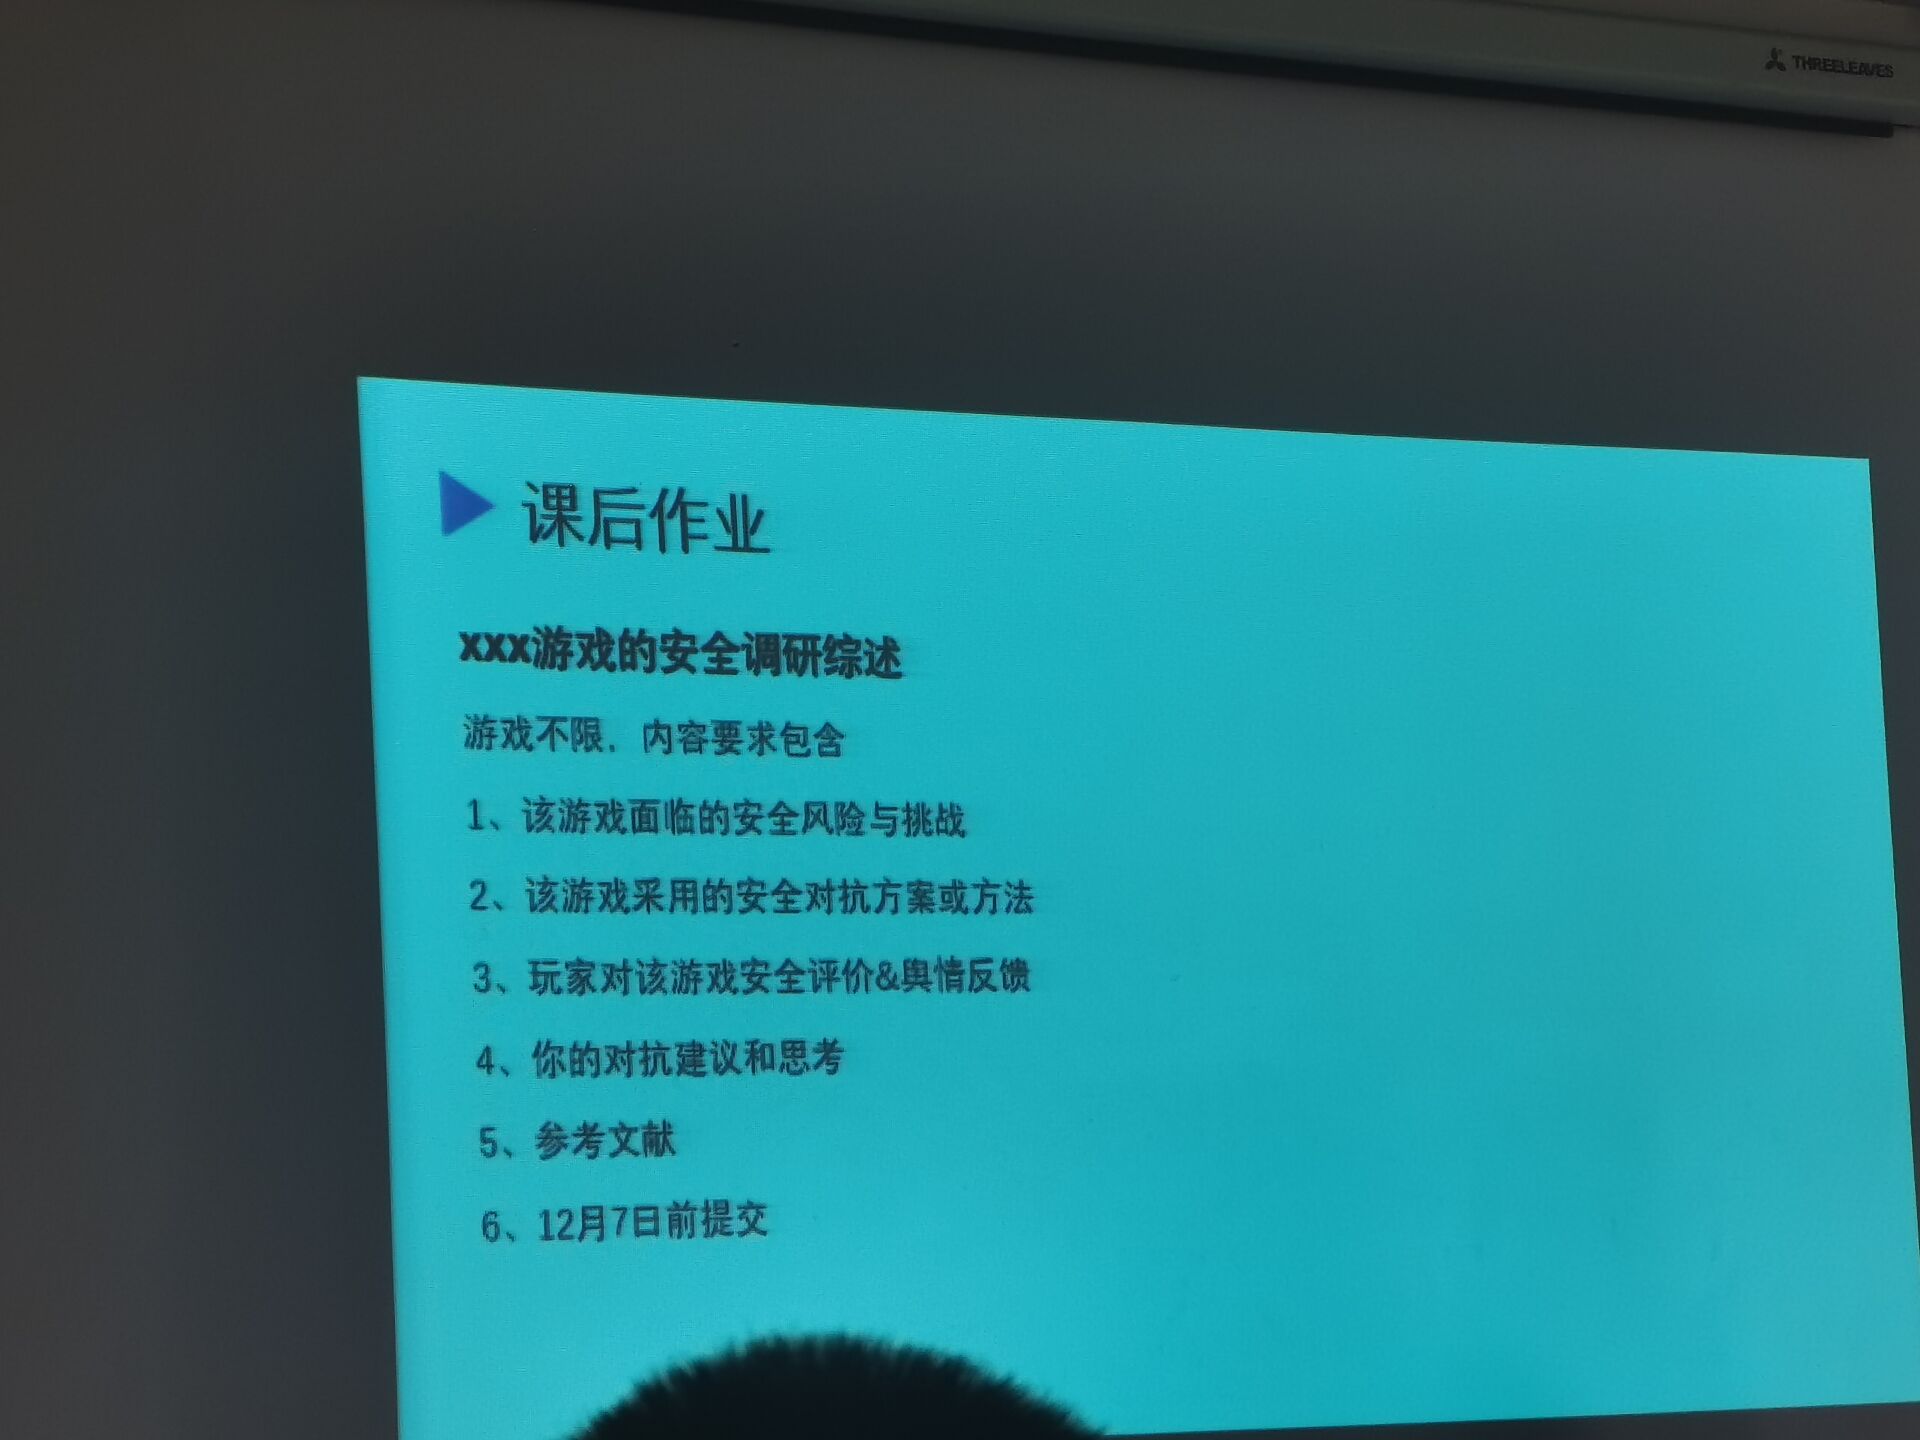 THREELEAVES
课后作业
xxx游戏的安全调研综述
游戏不限，内容要求包含
1、该游戏面临的安全风险与挑战
2、该游戏采用的安全对抗方案或方法
3、玩家对该游戏安全评价&舆情反馈
4、你的对抗建议和思考
5、参考文献
6、12月7日前提交